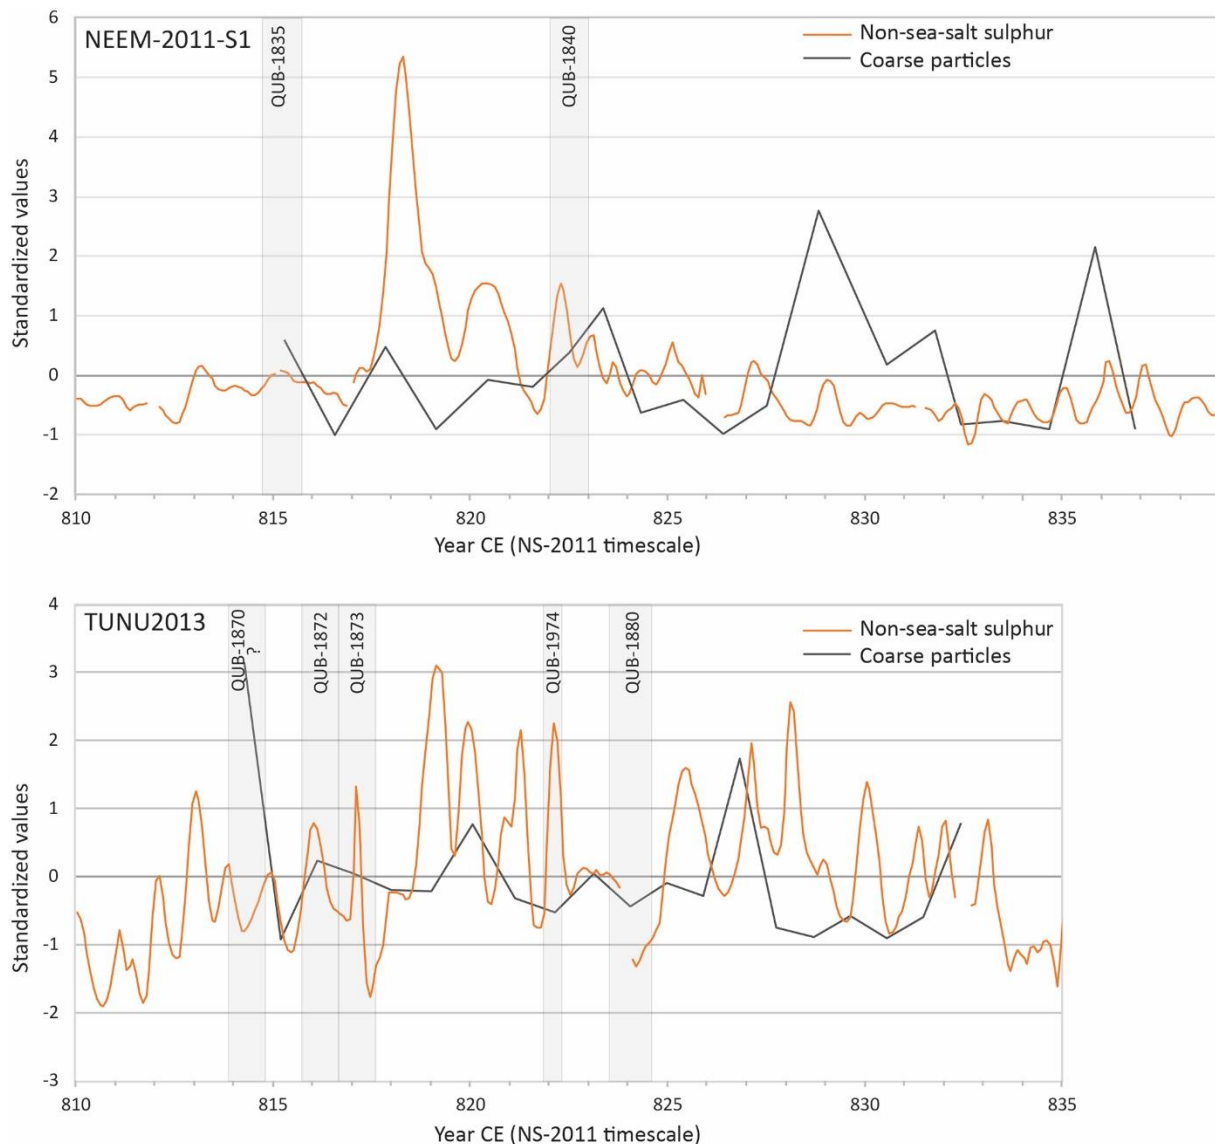 NEEM-2011-S1
QUB-1835
QUB-1840
Non-sea-salt sulphur
Coarse particles
Standardized values
6
5
4
3
2
1
0
-1
-2
810
815
820
825
830
835
Year CE (NS-2011 timescale)
TUNU2013
QUB-1870
?
QUB-1872
QUB-1873
QUB-1974
QUB-1880
Non-sea-salt sulphur
Coarse particles
Standardized values
4
3
2
1
0
-1
-2
-3
810
815
820
825
830
835
Year CE (NS-2011 timescale)